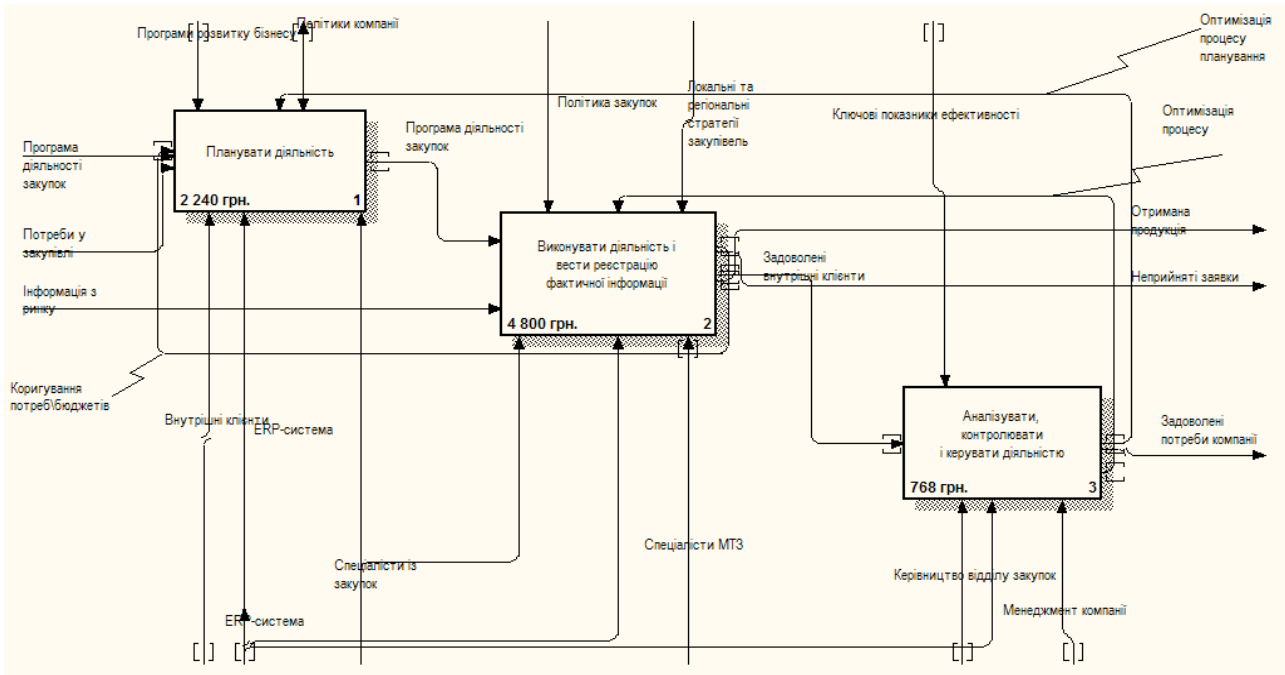 Програми розвитку бізнесу
Політики компанії
Оптимізація
процесу
планування
Політика закупок
Локальні та
регіональні
стратегії
закупівель
Ключові показники ефективності
Оптимізація
процесу
Програма
діяльності
закупок
Планувати діяльність
2 240 грн.
1
Програма діяльності
закупок
Потреби у
закупівлі
Отримана
продукція
Виконувати діяльність і
вести реєстрацію
фактичної інформації
4 800 грн.
2
Задоволені
внутрішні клієнти
Неприйняті заявки
Інформація з
ринку
Коригування
потреб\бюджетів
Внутрішні клієнти
ERP-система
Аналізувати,
контролювати
і керувати діяльністю
768 грн.
3
Задоволені
потреби компанії
Спеціалісти МТЗ
Спеціалісти із
закупок
Керівництво відділу закупок
Менеджмент компанії
ERP-система